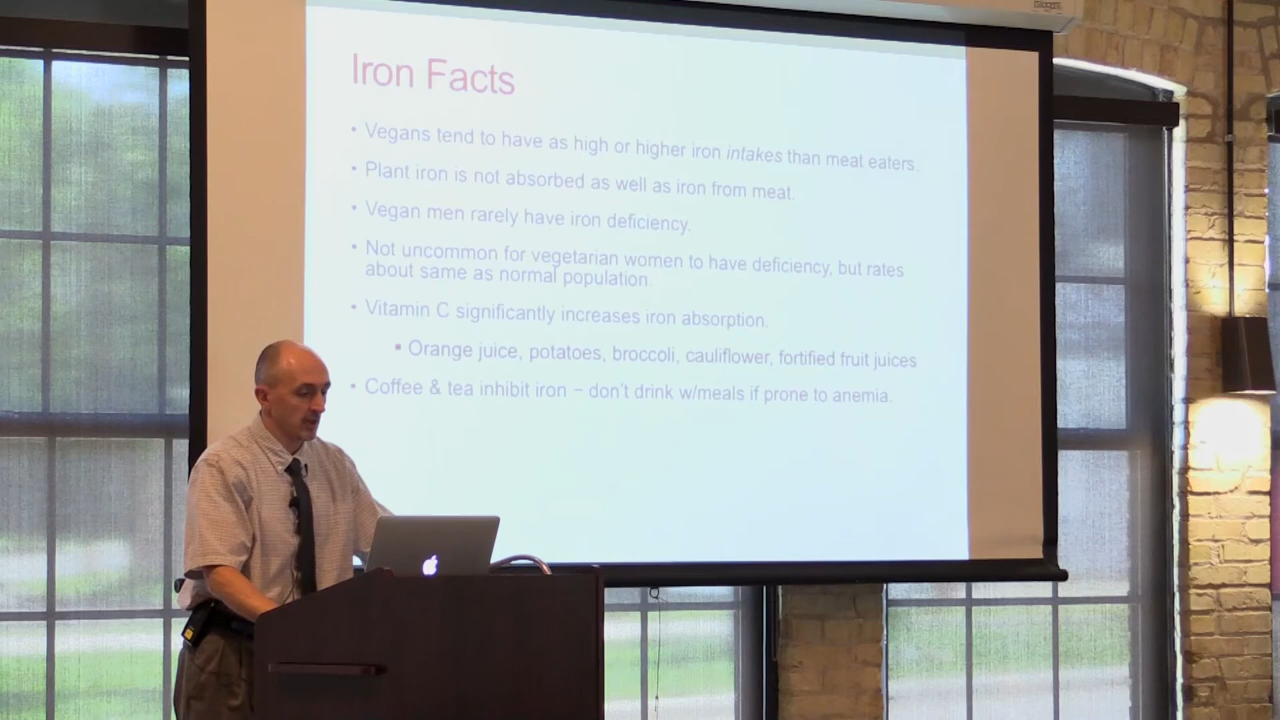 Iron Facts
• Vegans tend to have as high or higher iron intakes than meat eaters.
• Plant iron is not absorbed as well as iron from meat.
• Vegan men rarely have iron deficiency.
• Not uncommon for vegetarian women to have deficiency, but rates
about same as normal population.
• Vitamin C significantly increases iron absorption.
▪ Orange juice, potatoes, broccoli, cauliflower, fortified fruit juices
• Coffee & tea inhibit iron – don't drink w/meals if prone to anemia.